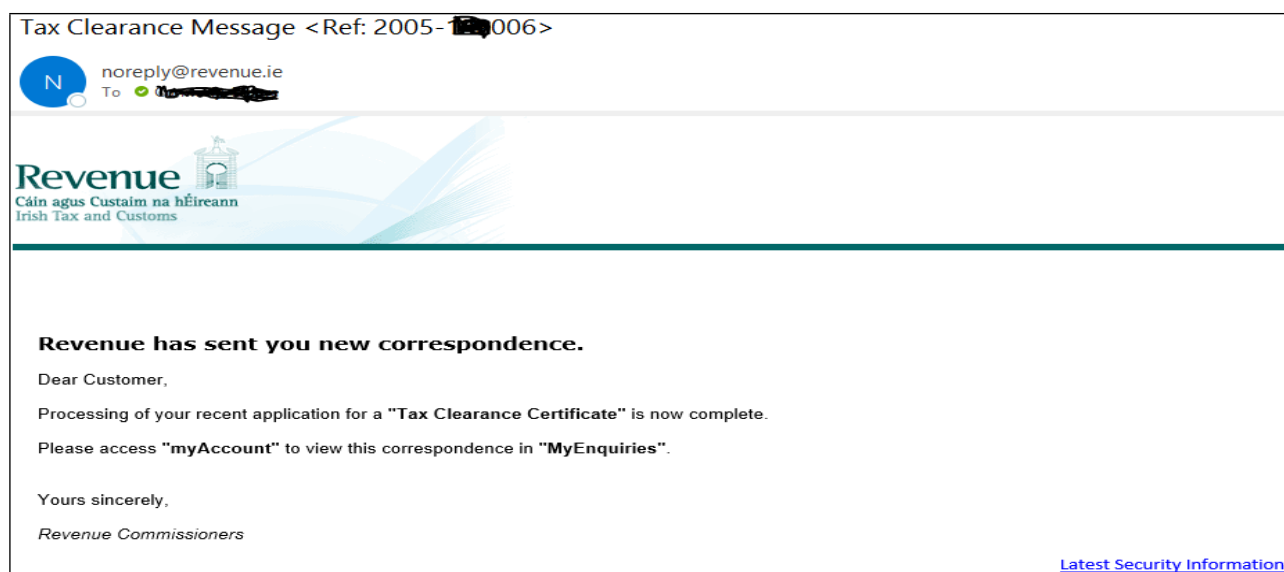 Tax Clearance Message <Ref: 2005-1 006>
N
noreply@revenue.ie
To
Revenue
Cáin agus Custaim na hÉireann
Irish Tax and Customs
Revenue has sent you new correspondence.
Dear Customer,
Processing of your recent application for a "Tax Clearance Certificate" is now complete.
Please access "myAccount" to view this correspondence in "MyEnquiries".
Yours sincerely,
Revenue Commissioners
Latest Security Information